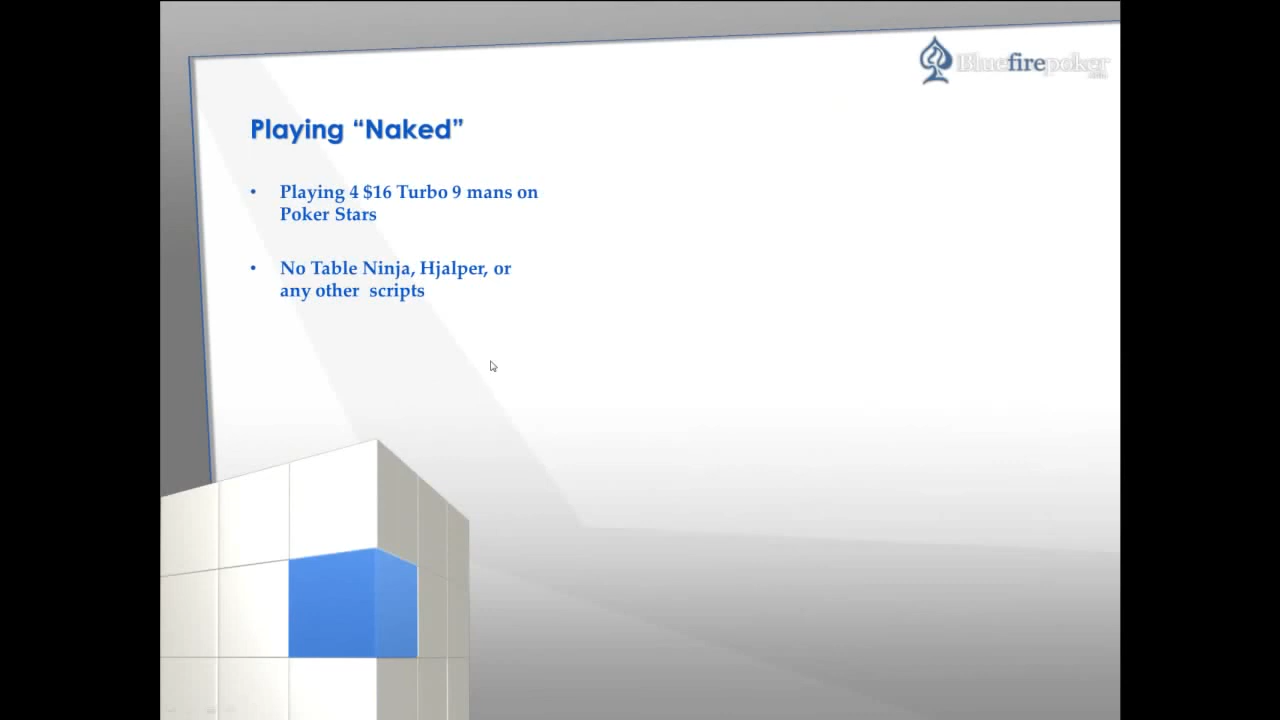 Bluefirepoker
Playing “Naked”
• Playing 4 $16 Turbo 9 mans on
Poker Stars
• No Table Ninja, Hjalper, or
any other scripts